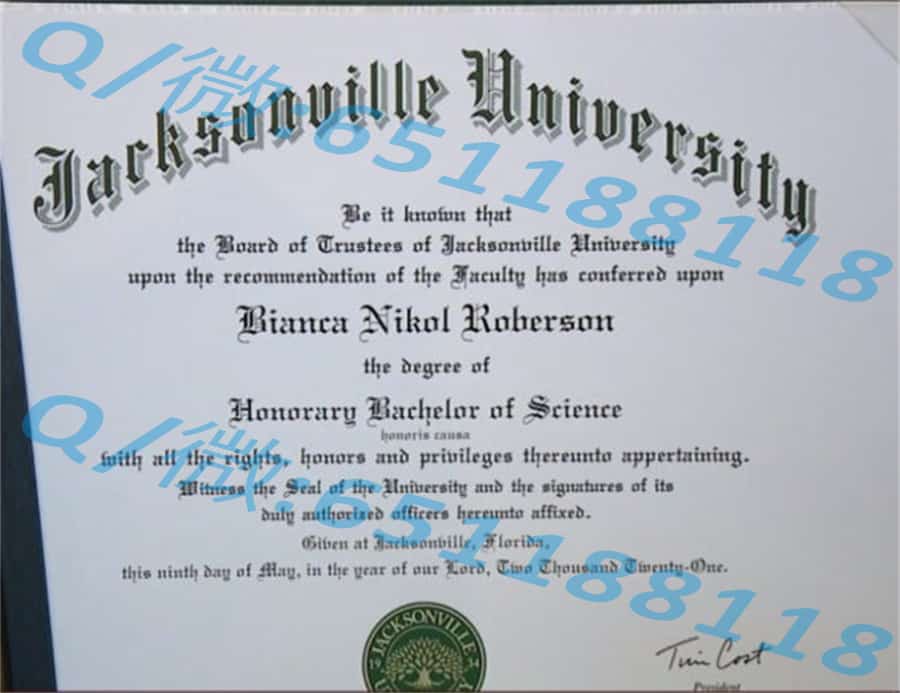 Jacksonville University
Q/微:651188118
Be it known that
the Board of Trustees of Jacksonville University
upon the recommendation of the Faculty has conferred upon
Bianca Nikol Roberson
the degree of
Honorary Bachelor of Science
honoris causa
with all the rights, honors and privileges thereunto appertaining.
Witness the Seal of the University and the signatures of its
duly authorized officers hereunto affixed.
Given at Jacksonville, Florida,
this ninth day of May, in the year of our Lord, Two Thousand Twenty-One.
Q/微:651188118
JACKSONVILLE
Tim Cost
President